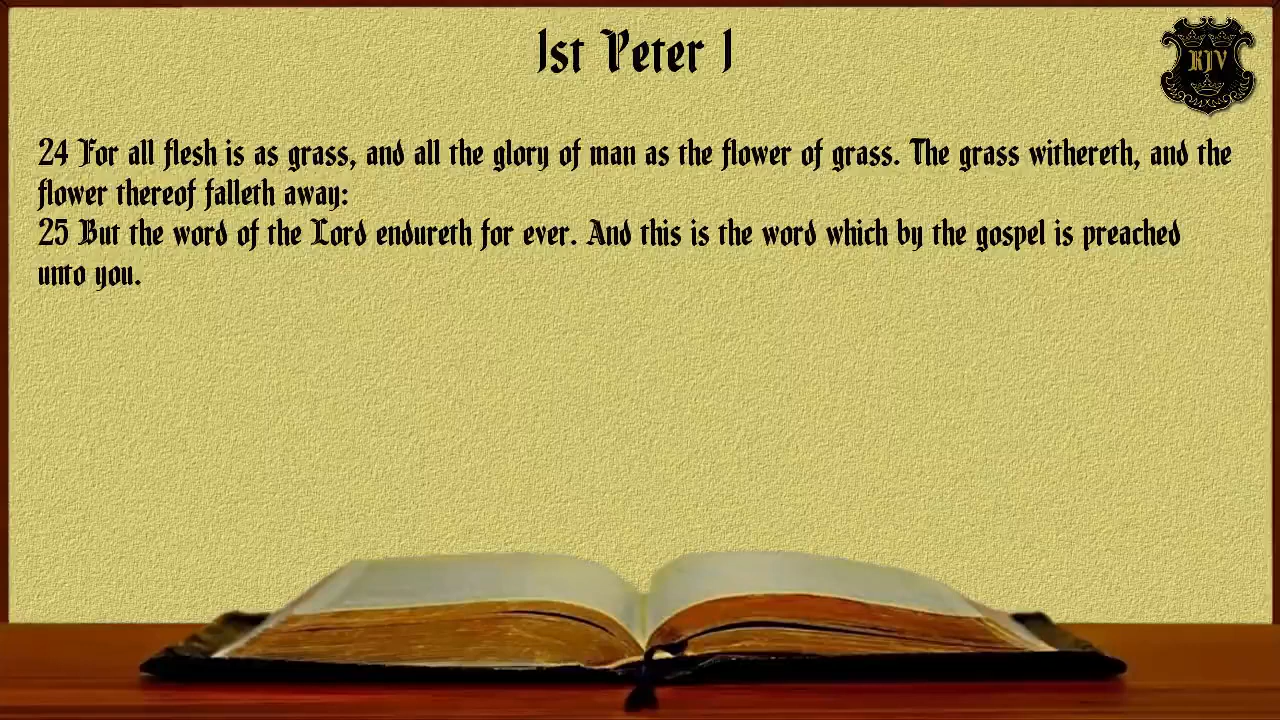 1st Peter 1
KJV
24 For all flesh is as grass, and all the glory of man as the flower of grass. The grass withereth, and the
flower thereof falleth away:
25 But the word of the Lord endureth for ever. And this is the word which by the gospel is preached
unto you.